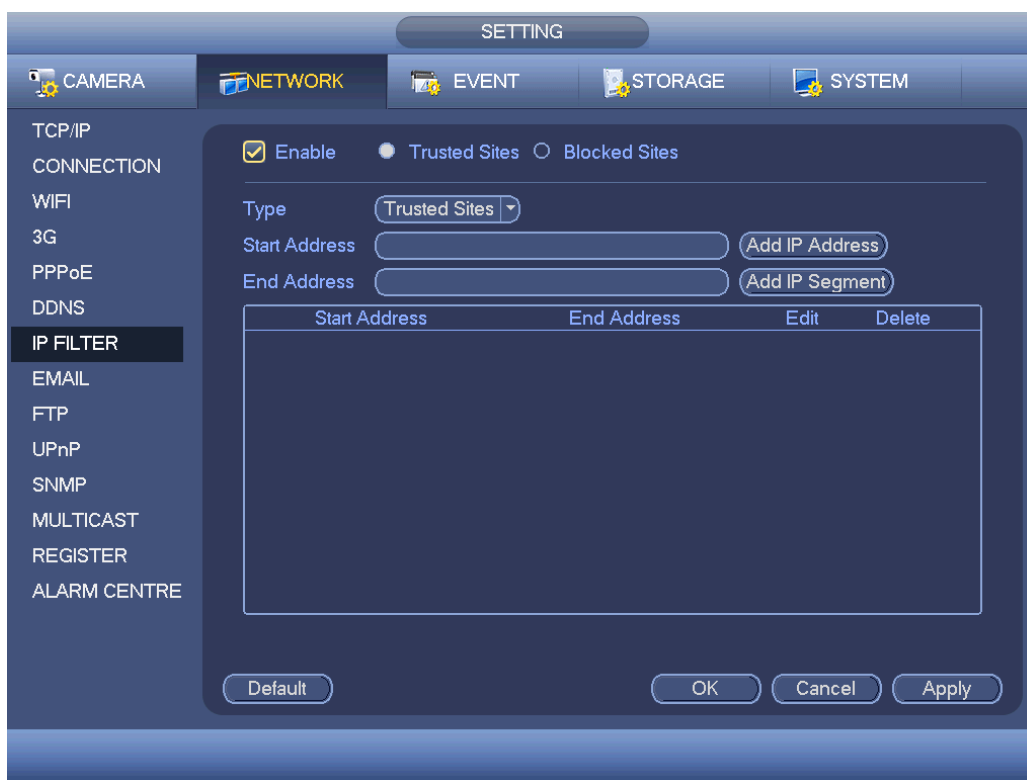 SETTING
CAMERA NETWORK EVENT STORAGE SYSTEM
TCP/IP
CONNECTION
WIFI
3G
PPPoE
DDNS
IP FILTER
EMAIL
FTP
UPnP
SNMP
MULTICAST
REGISTER
ALARM CENTRE
Enable Trusted Sites Blocked Sites
Type Trusted Sites
Start Address Add IP Address
End Address Add IP Segment
Start Address End Address Edit Delete
Default OK Cancel Apply